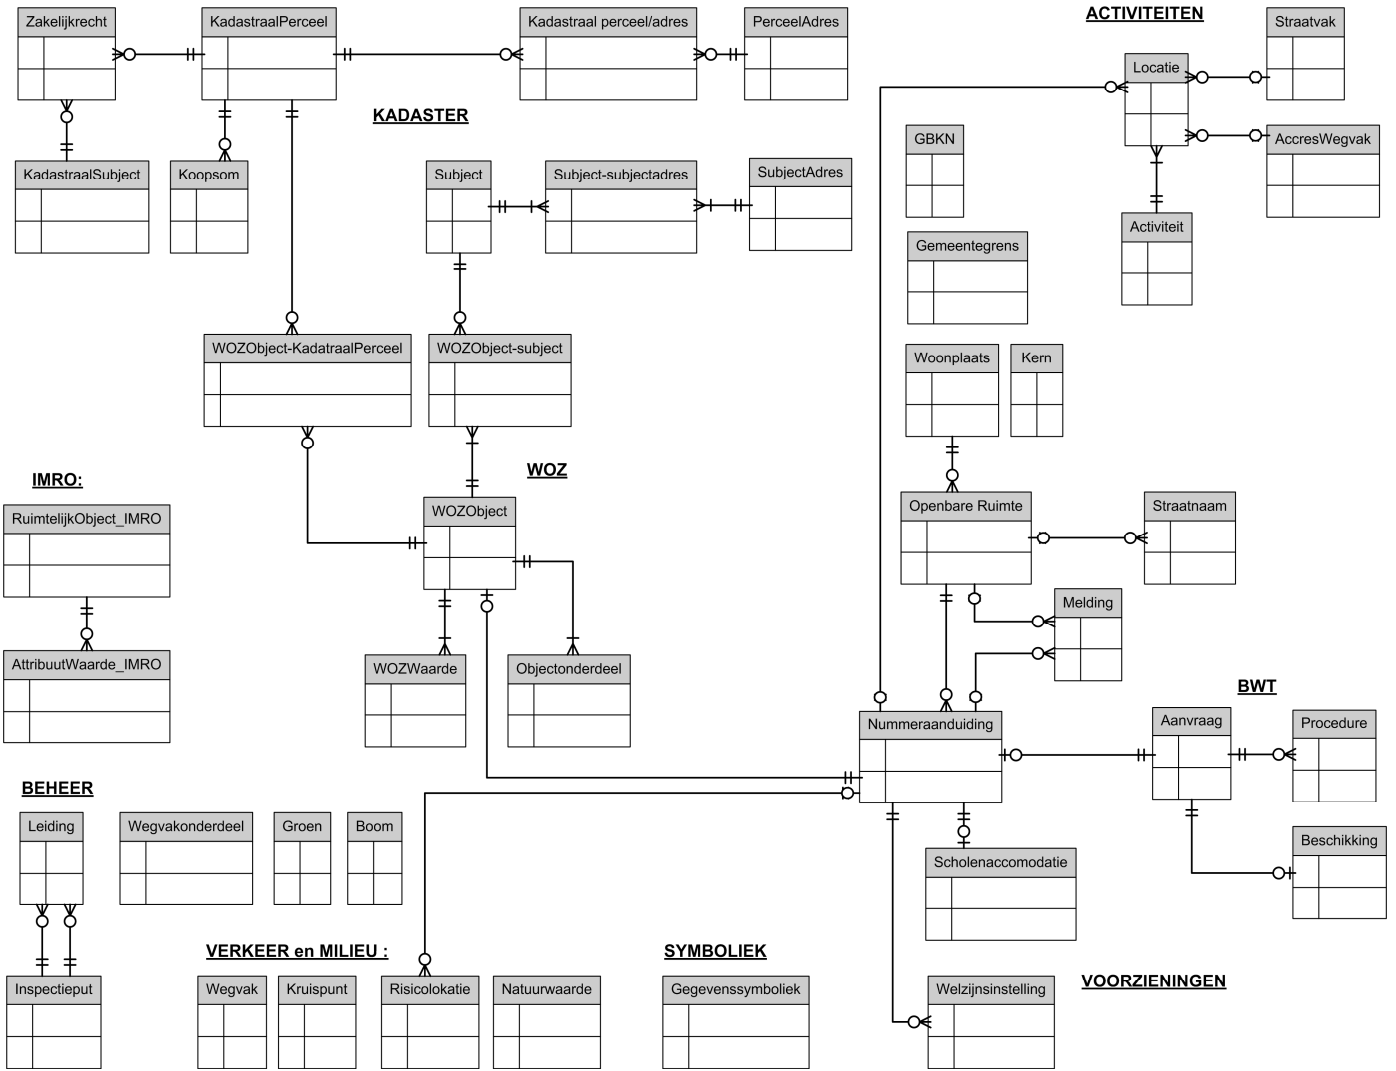 ACTIVITEITEN
Zakelijkrecht
KadastraalPerceel
Kadastraal perceel/adres
PerceelAdres
Straatvak
Locatie
KADASTER
GBKN
AccresWegvak
KadastraalSubject
Koopsom
Subject
Subject-subjectadres
SubjectAdres
Activiteit
Gemeentegrens
WOZObject-KadatraalPerceel
WOZObject-subject
Woonplaats
Kern
IMRO:
WOZ
RuimtelijkObject_IMRO
WOZObject
Openbare Ruimte
Straatnaam
Melding
AttribuutWaarde_IMRO
WOZWaarde
Objectonderdeel
BWT
Nummeraanduiding
Aanvraag
Procedure
BEHEER
Leiding
Wegvakonderdeel
Groen
Boom
Beschikking
Scholenaccomodatie
VERKEER en MILIEU :
SYMBOLIEK
VOORZIENINGEN
Inspectieput
Wegvak
Kruispunt
Risicolokatie
Natuurwaarde
Gegevenssymboliek
Welzijnsinstelling